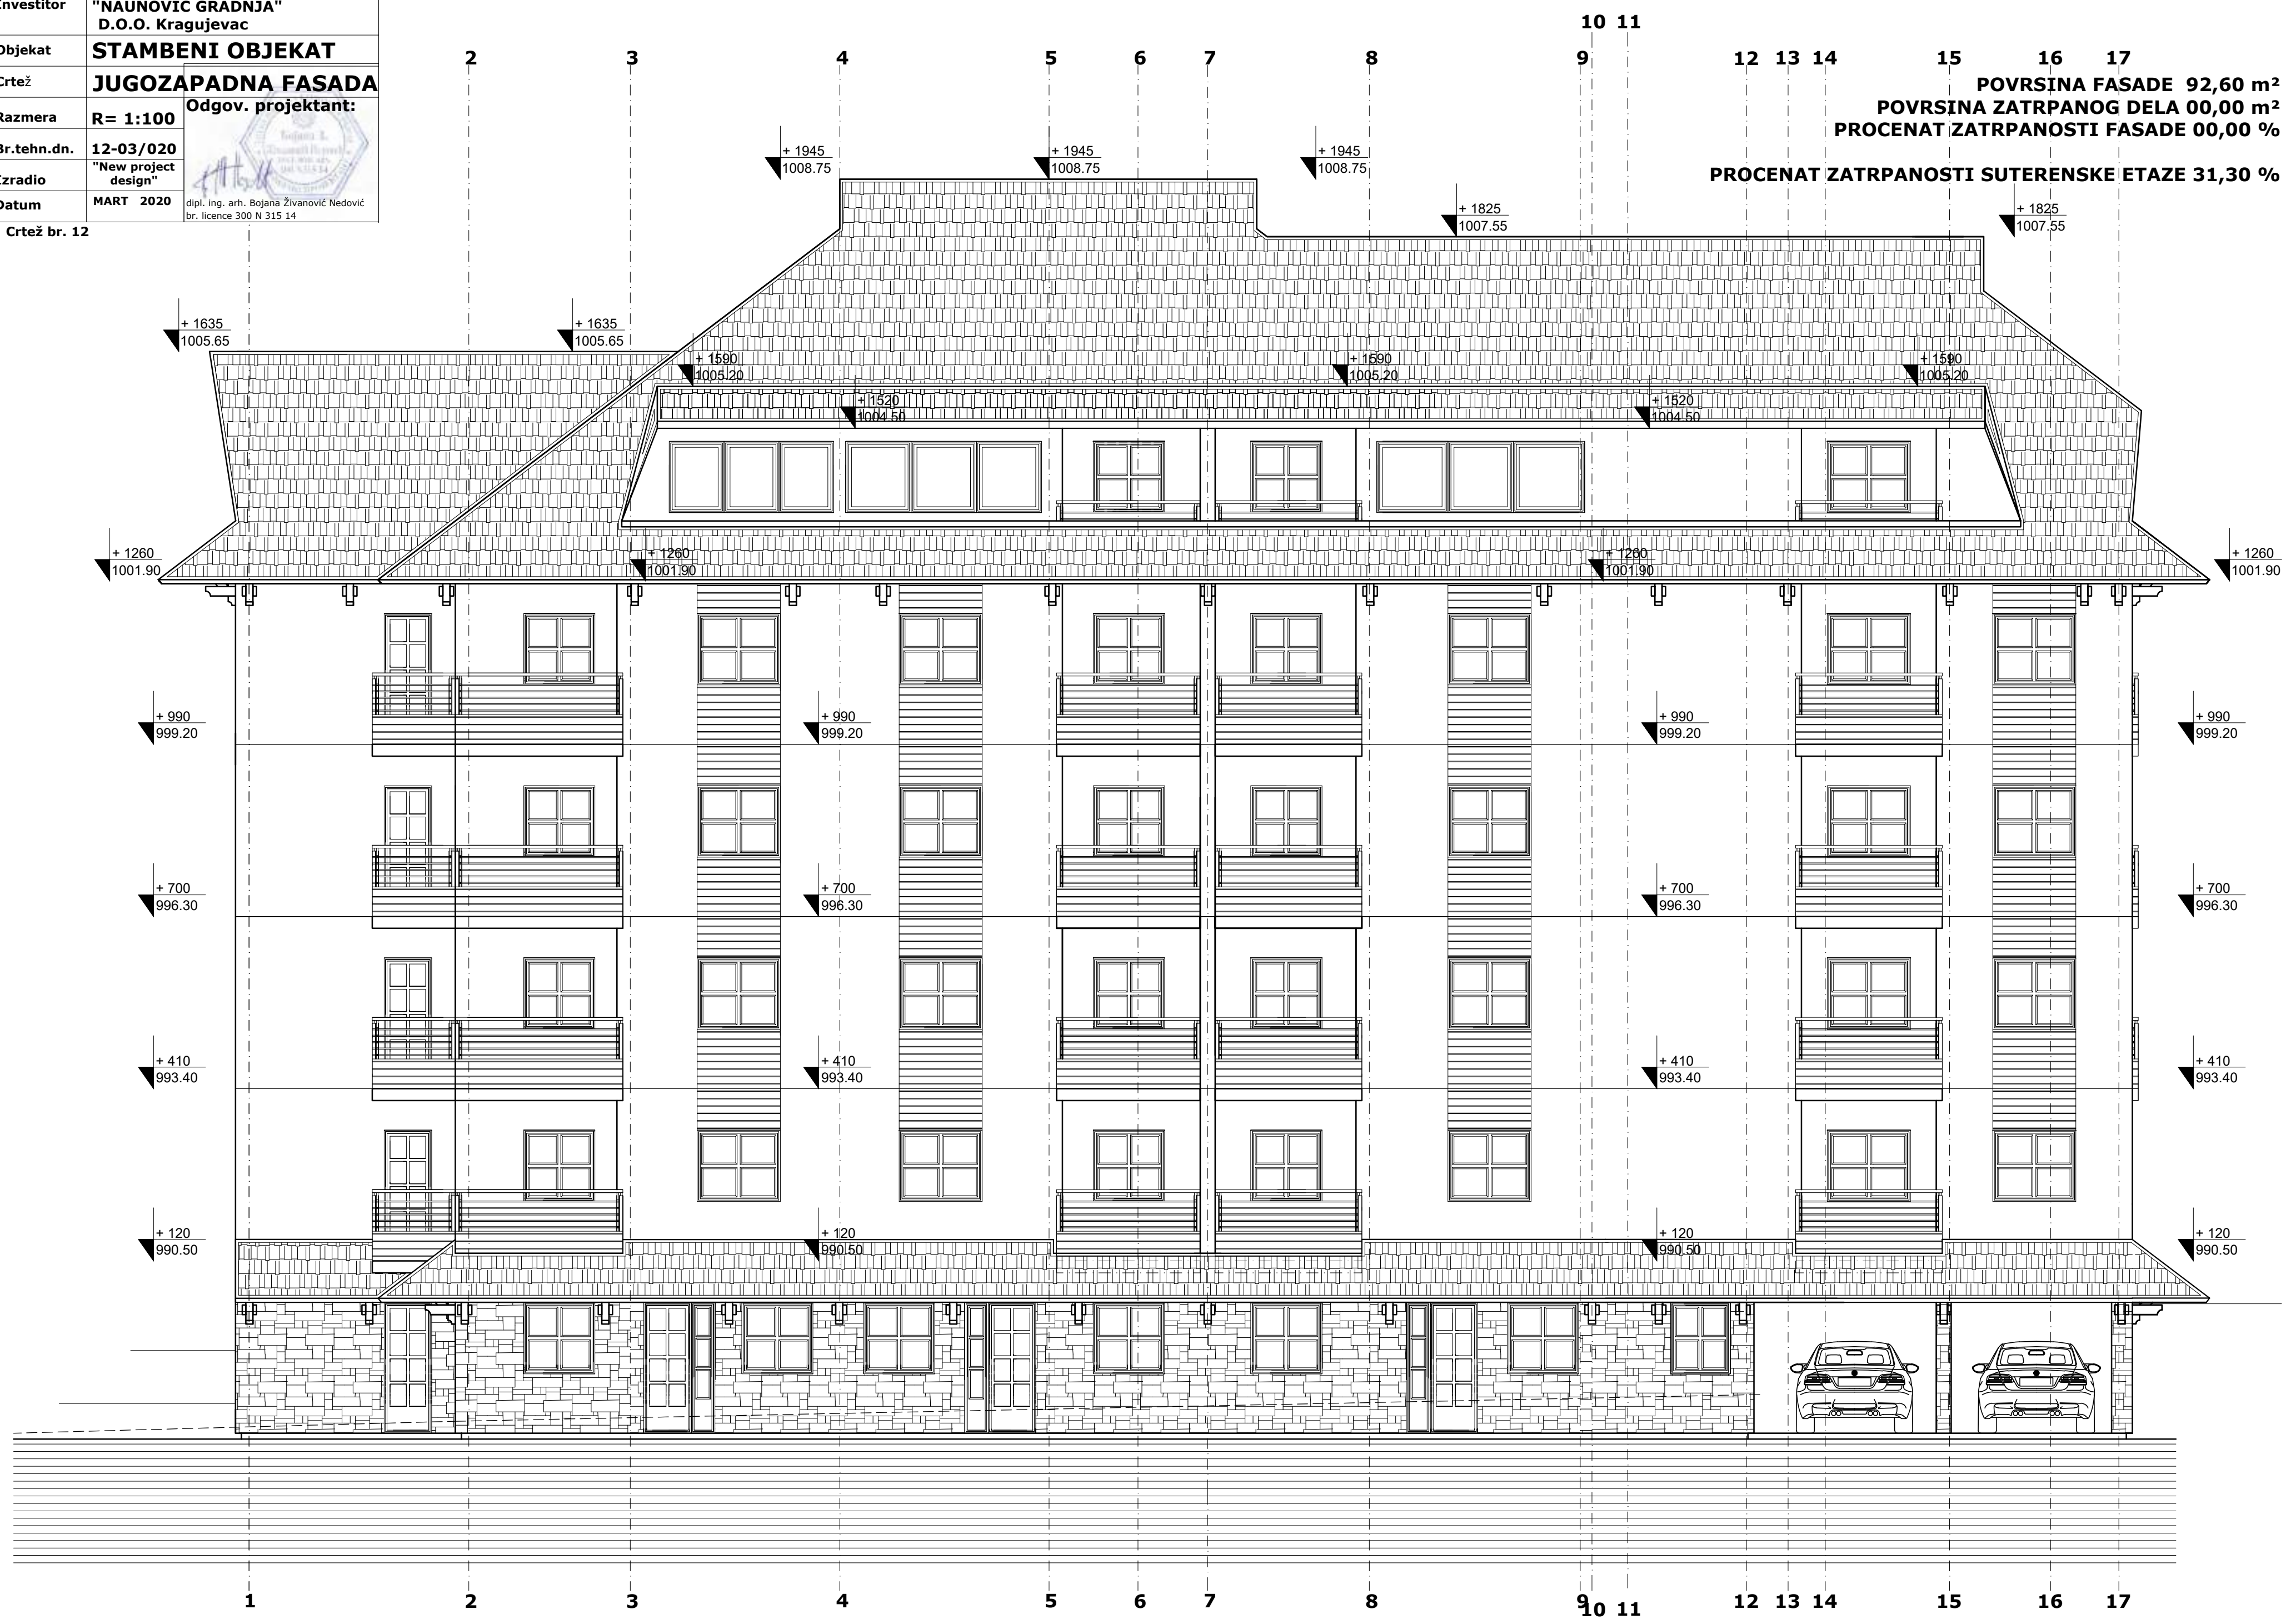 Investitor "NAUNOVIĆ GRADNJA"
D.O.O. Kragujevac
Objekat STAMBENI OBJEKAT
Crtež JUGOZAPADNA FASADA
Razmera R= 1:100
Odgov. projektant:
Br.tehn.dn. 12-03/020
Izradio "New project
design"
Datum MART 2020
dipl. ing. arh. Bojana Živanović Nedović
br. licence 300 N 315 14
Crtež br. 12
10 11
2 3 4 5 6 7 8 9 12 13 14 15 16 17
POVRSINA FASADE 92,60 m²
POVRSINA ZATRPANOG DELA 00,00 m²
PROCENAT ZATRPANOSTI FASADE 00,00 %
PROCENAT ZATRPANOSTI SUTERENSKE ETAZE 31,30 %
+ 1945 + 1945 + 1945
1008.75 1008.75 1008.75
+ 1825 + 1825
1007.55 1007.55
+ 1635 + 1635
1005.65 1005.65
+ 1590 + 1590 + 1590
1005.20 1005.20 1005.20
+ 1520 + 1520
1004.50 1004.50
+ 1260 + 1260 + 1260 + 1260
1001.90 1001.90 1001.90 1001.90
+ 990 + 990 + 990 + 990
999.20 999.20 999.20 999.20
+ 700 + 700 + 700 + 700
996.30 996.30 996.30 996.30
+ 410 + 410 + 410 + 410
993.40 993.40 993.40 993.40
+ 120 + 120 + 120 + 120
990.50 990.50 990.50 990.50
1 2 3 4 5 6 7 8 9 10 11 12 13 14 15 16 17